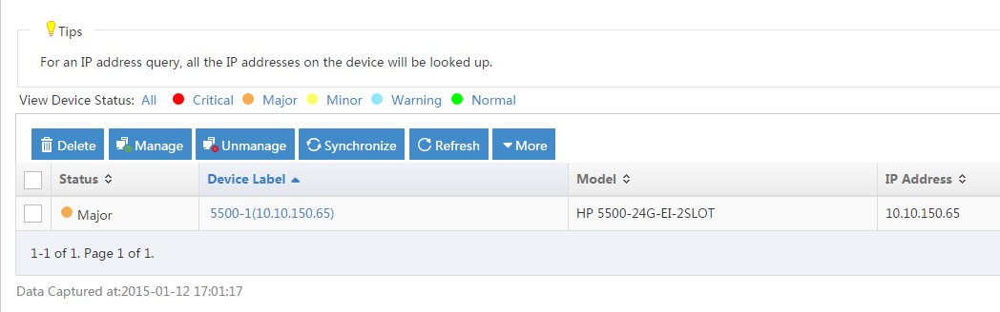 Tips
For an IP address query, all the IP addresses on the device will be looked up.
View Device Status: All Critical Major Minor Warning Normal
Delete Manage Unmanage Synchronize Refresh More
Status Device Label Model IP Address
Major 5500-1(10.10.150.65) HP 5500-24G-EI-2SLOT 10.10.150.65
1-1 of 1. Page 1 of 1.
Data Captured at:2015-01-12 17:01:17